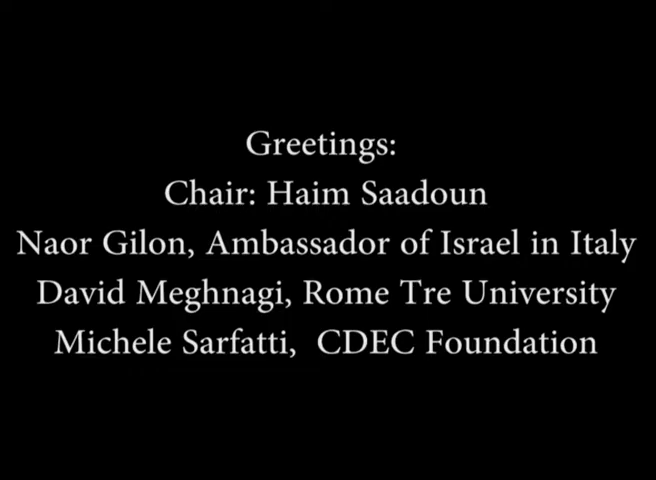 Greetings:
Chair: Haim Saadoun
Naor Gilon, Ambassador of Israel in Italy
David Meghnagi, Rome Tre University
Michele Sarfatti,  CDEC Foundation